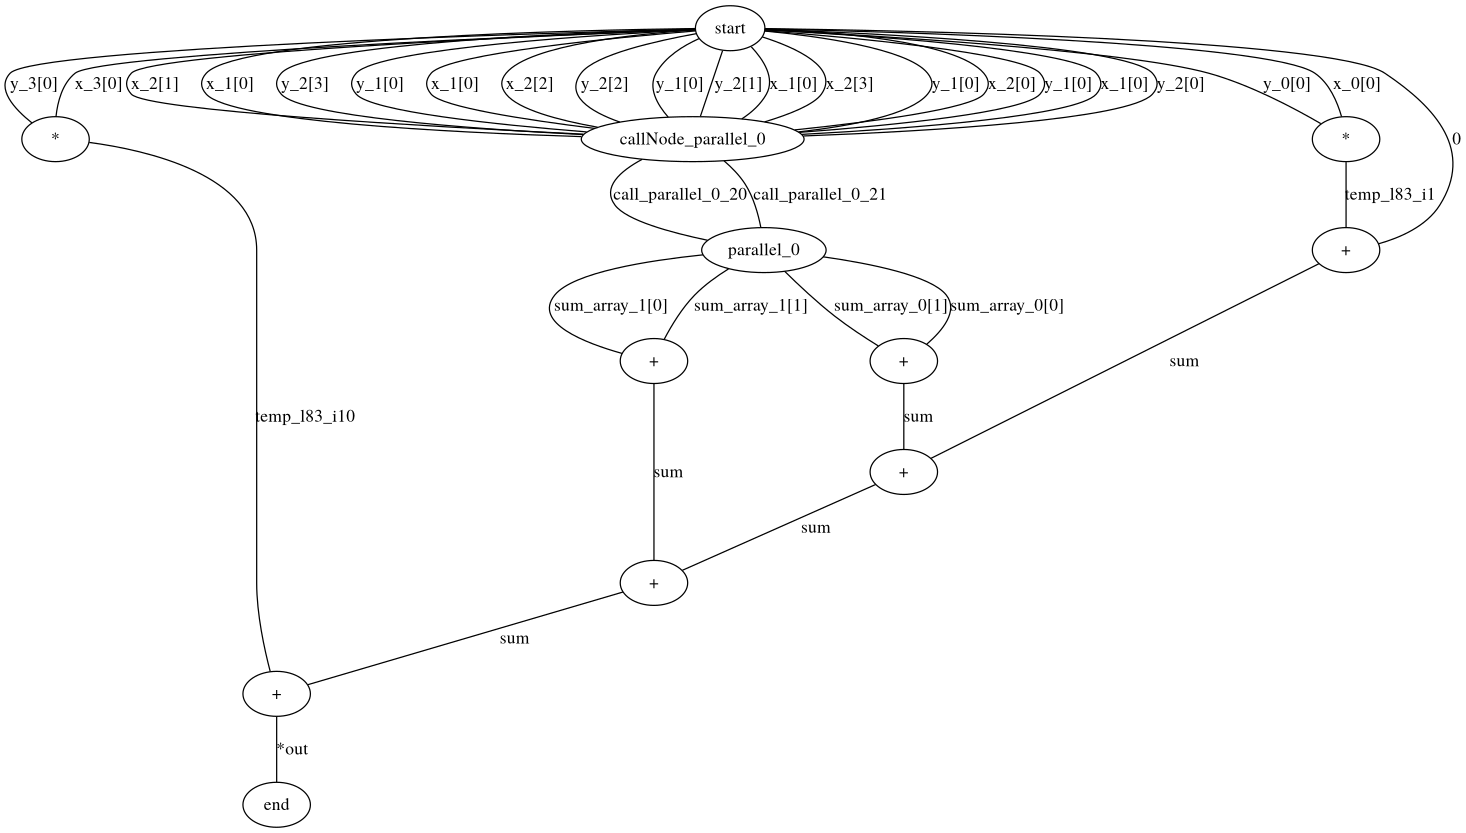 start
y_3[0]
x_3[0]
x_2[1]
x_1[0]
y_2[3]
y_1[0]
x_1[0]
x_2[2]
y_2[2]
y_1[0]
y_2[1]
x_1[0]
x_2[3]
y_1[0]
x_2[0]
y_1[0]
x_1[0]
y_2[0]
y_0[0]
x_0[0]
*
callNode_parallel_0
*
0
call_parallel_0_20
call_parallel_0_21
temp_l83_i1
parallel_0
+
sum_array_1[0]
sum_array_1[1]
sum_array_0[1]
sum_array_0[0]
+
+
sum
temp_l83_i10
sum
sum
+
sum
+
sum
+
*out
end